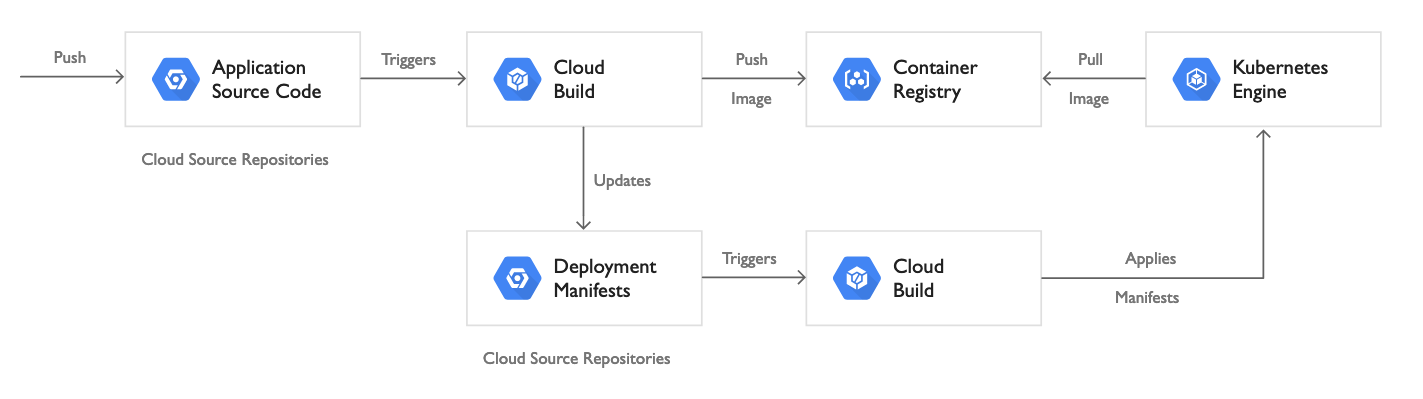 Push
Application
Source Code
Triggers
Cloud
Build
Push
Image
Container
Registry
Pull
Image
Kubernetes
Engine
Cloud Source Repositories
Updates
Deployment
Manifests
Triggers
Cloud
Build
Applies
Manifests
Cloud Source Repositories